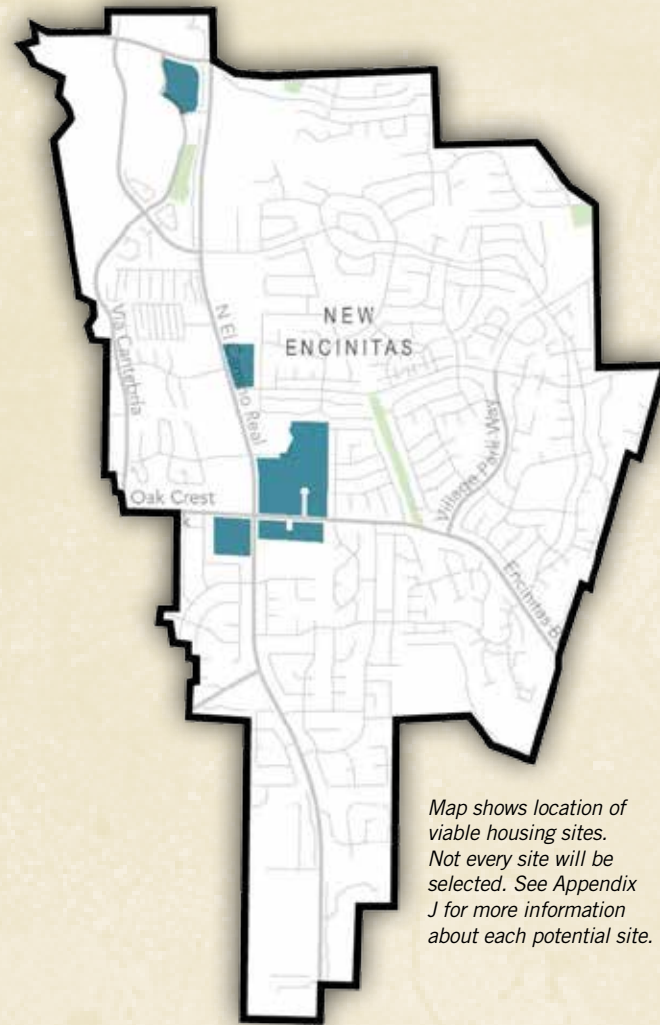 NEW
ENCINITAS
Via Cantebria
N El Camino Real
Oak Crest
k
Village Park Way
Encinitas B
Map shows location of
viable housing sites.
Not every site will be
selected. See Appendix
J for more information
about each potential site.